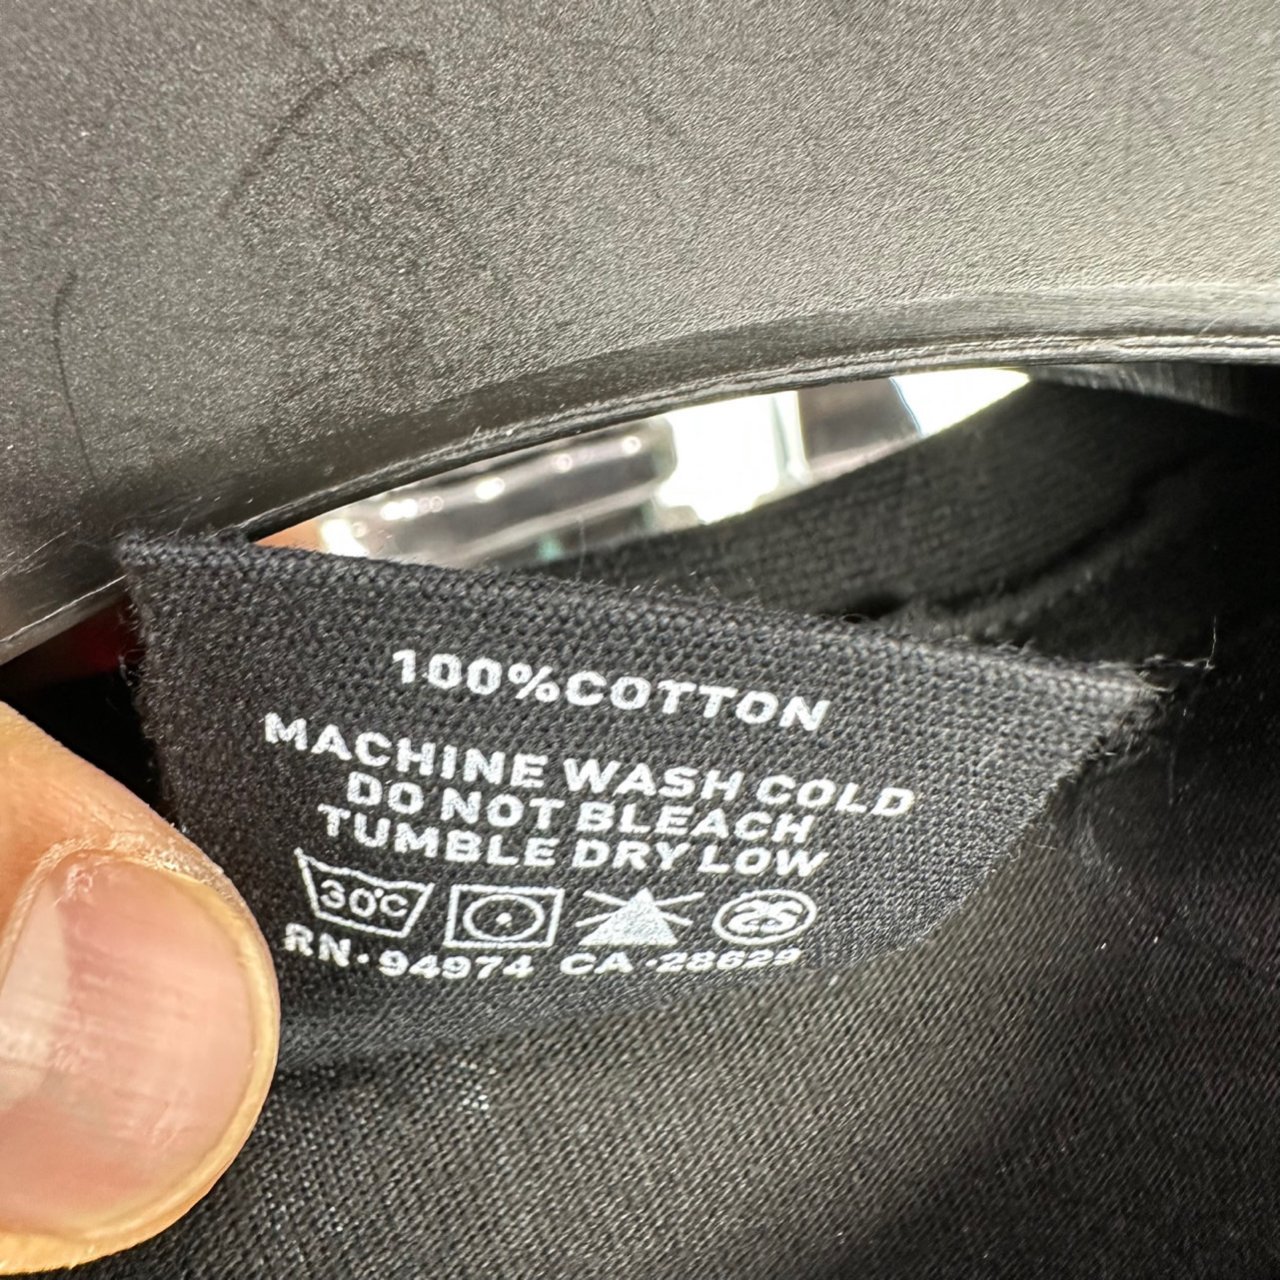 100%COTTON
MACHINE WASH COLD
DO NOT BLEACH
TUMBLE DRY LOW
30°C
RN·94974 CA·28629